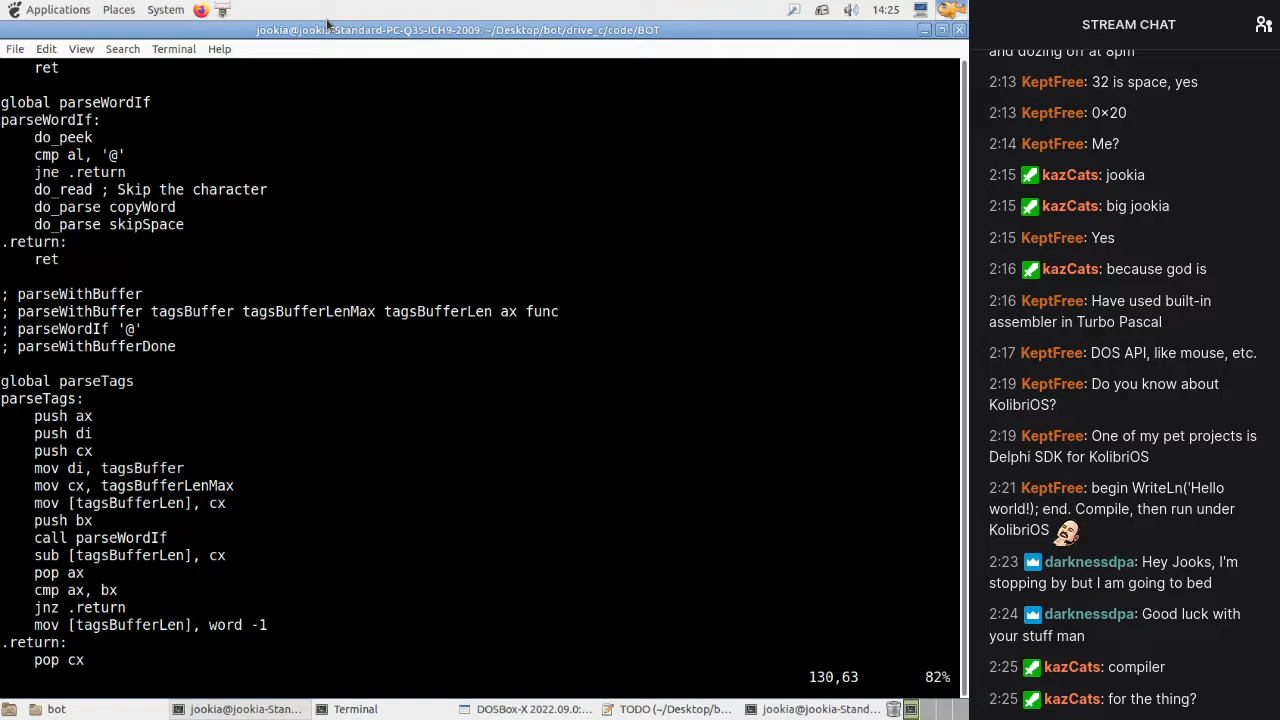 Applications Places System 14:25
jookia@jookia-Standard-PC-Q35-ICH9-2009: ~/Desktop/bot/drive_c/code/BOT
File Edit View Search Terminal Help
ret
global parseWordIf
parseWordIf:
do_peek
cmp al, '@'
jne .return
do_read ; Skip the character
do_parse copyWord
do_parse skipSpace
.return:
ret
; parseWithBuffer
; parseWithBuffer tagsBuffer tagsBufferLenMax tagsBufferLen ax func
; parseWordIf '@'
; parseWithBufferDone
global parseTags
parseTags:
push ax
push di
push cx
mov di, tagsBuffer
mov cx, tagsBufferLenMax
mov [tagsBufferLen], cx
push bx
call parseWordIf
sub [tagsBufferLen], cx
pop ax
cmp ax, bx
jnz .return
mov [tagsBufferLen], word -1
.return:
pop cx
130,63 82%
bot jookia@jookia-Stan... Terminal DOSBox-X 2022.09.0:... TODO (~/Desktop/b... jookia@jookia-Stand...
STREAM CHAT
and dozing off at 8pm
2:13 KeptFree: 32 is space, yes
2:13 KeptFree: 0×20
2:14 KeptFree: Me?
2:15 kazCats: jookia
2:15 kazCats: big jookia
2:15 KeptFree: Yes
2:16 kazCats: because god is
2:16 KeptFree: Have used built-in
assembler in Turbo Pascal
2:17 KeptFree: DOS API, like mouse, etc.
2:19 KeptFree: Do you know about
KolibriOS?
2:19 KeptFree: One of my pet projects is
Delphi SDK for KolibriOS
2:21 KeptFree: begin WriteLn('Hello
world!); end. Compile, then run under
KolibriOS
2:23 darknessdpa: Hey Jooks, I'm
stopping by but I am going to bed
2:24 darknessdpa: Good luck with
your stuff man
2:25 kazCats: compiler
2:25 kazCats: for the thing?